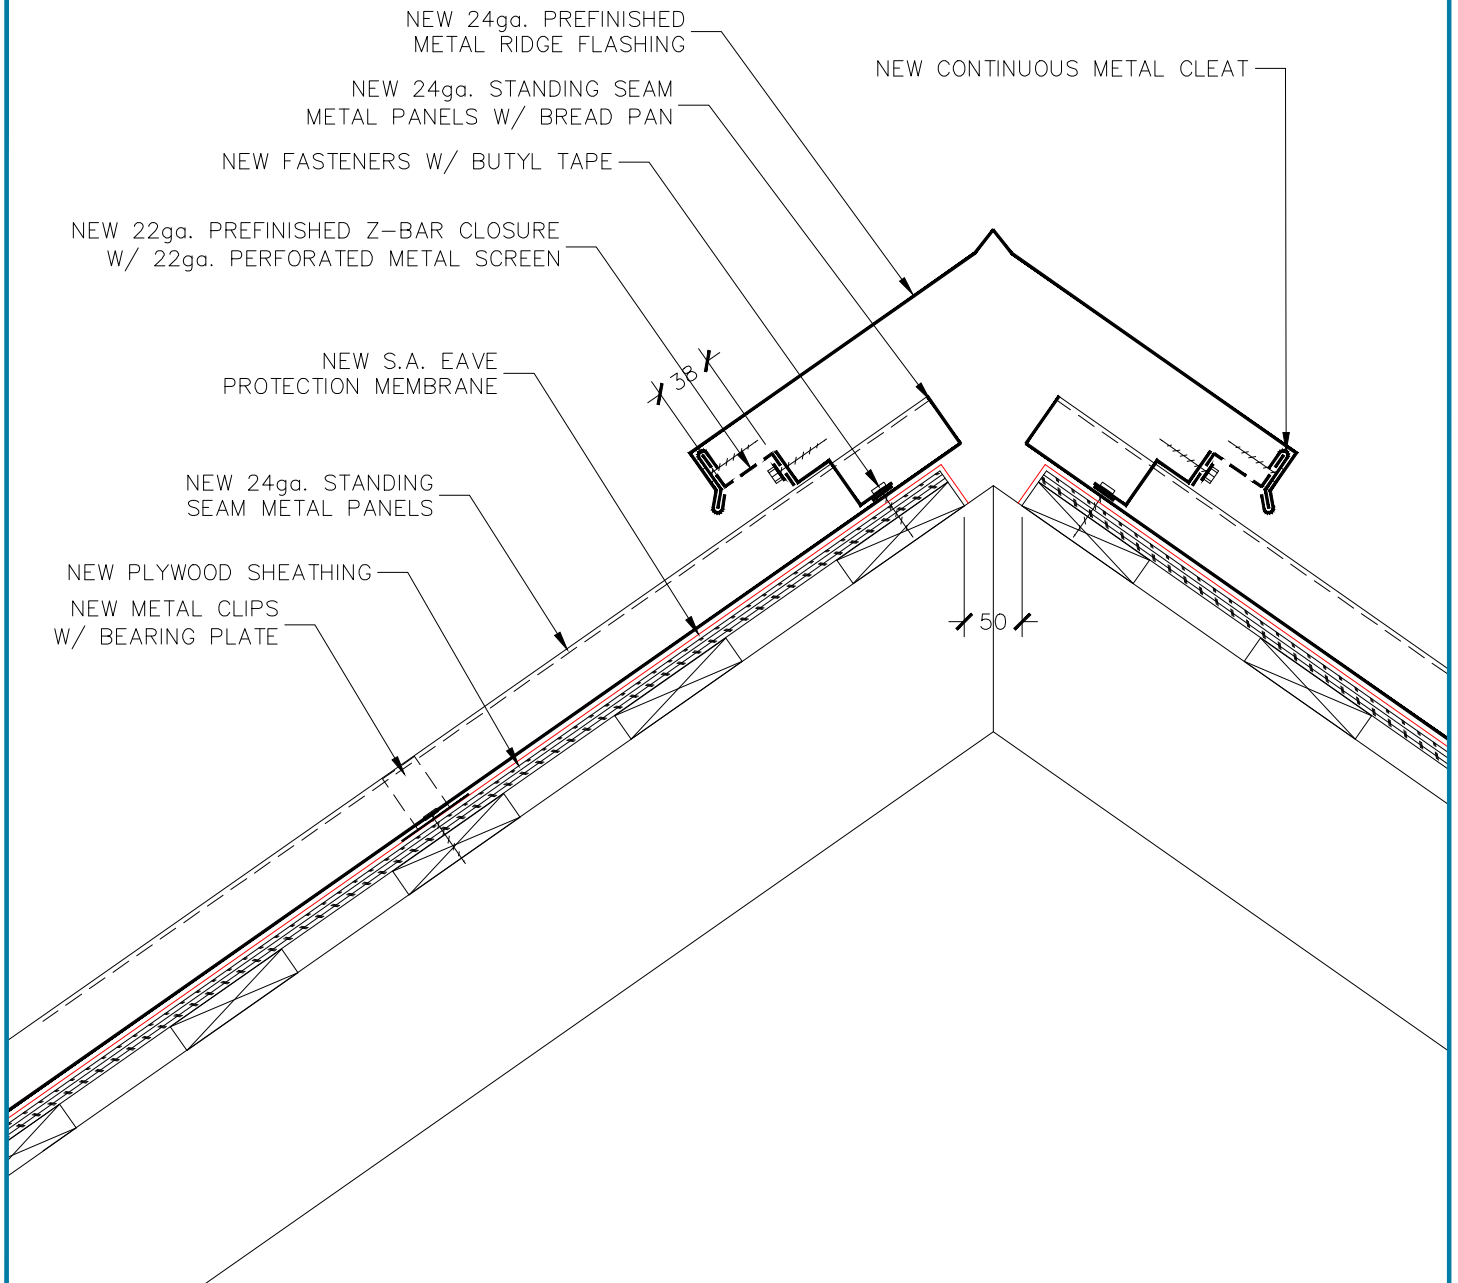 NEW 24ga. PREFINISHED
METAL RIDGE FLASHING
NEW CONTINUOUS METAL CLEAT
NEW 24ga. STANDING SEAM
METAL PANELS W/ BREAD PAN
NEW FASTENERS W/ BUTYL TAPE
NEW 22ga. PREFINISHED Z-BAR CLOSURE
W/ 22ga. PERFORATED METAL SCREEN
NEW S.A. EAVE
PROTECTION MEMBRANE
38
NEW 24ga. STANDING
SEAM METAL PANELS
NEW PLYWOOD SHEATHING
NEW METAL CLIPS
W/ BEARING PLATE
50